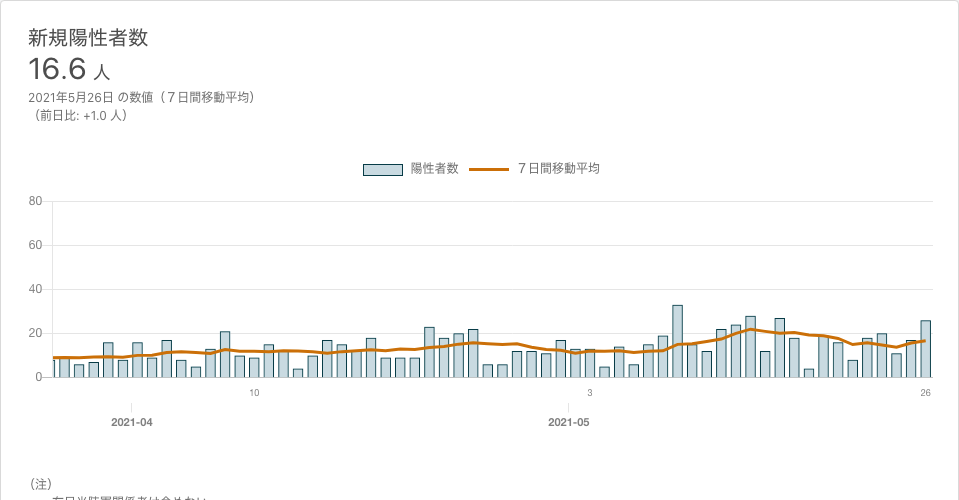 新規陽性者数
16.6 人
2021年5月26日 の数値（７日間移動平均）
（前日比: +1.0 人）
陽性者数 ７日間移動平均
80
60
40
20
0
10 3 26
2021-04 2021-05
（注）